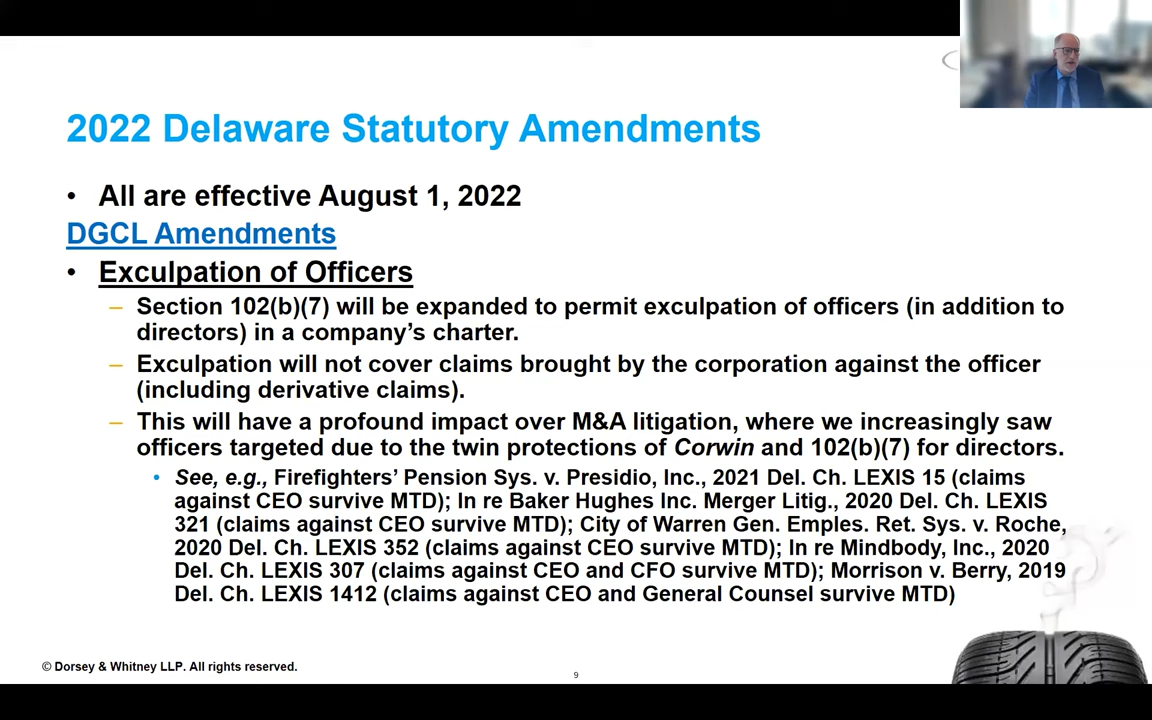 2022 Delaware Statutory Amendments
• All are effective August 1, 2022
DGCL Amendments
• Exculpation of Officers
– Section 102(b)(7) will be expanded to permit exculpation of officers (in addition to
directors) in a company’s charter.
– Exculpation will not cover claims brought by the corporation against the officer
(including derivative claims).
– This will have a profound impact over M&A litigation, where we increasingly saw
officers targeted due to the twin protections of Corwin and 102(b)(7) for directors.
• See, e.g., Firefighters’ Pension Sys. v. Presidio, Inc., 2021 Del. Ch. LEXIS 15 (claims
against CEO survive MTD); In re Baker Hughes Inc. Merger Litig., 2020 Del. Ch. LEXIS
321 (claims against CEO survive MTD); City of Warren Gen. Emples. Ret. Sys. v. Roche,
2020 Del. Ch. LEXIS 352 (claims against CEO survive MTD); In re Mindbody, Inc., 2020
Del. Ch. LEXIS 307 (claims against CEO and CFO survive MTD); Morrison v. Berry, 2019
Del. Ch. LEXIS 1412 (claims against CEO and General Counsel survive MTD)
© Dorsey & Whitney LLP. All rights reserved.
9